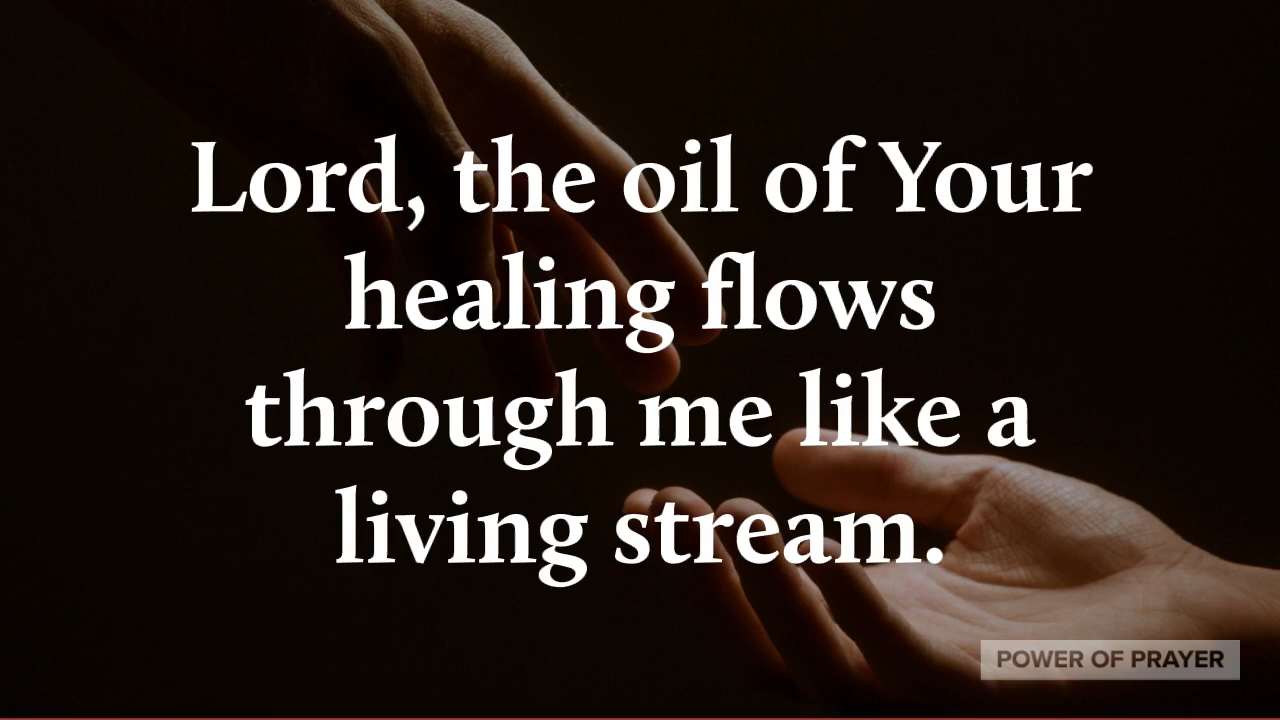 Lord, the oil of Your
healing flows
through me like a
living stream.
POWER OF PRAYER